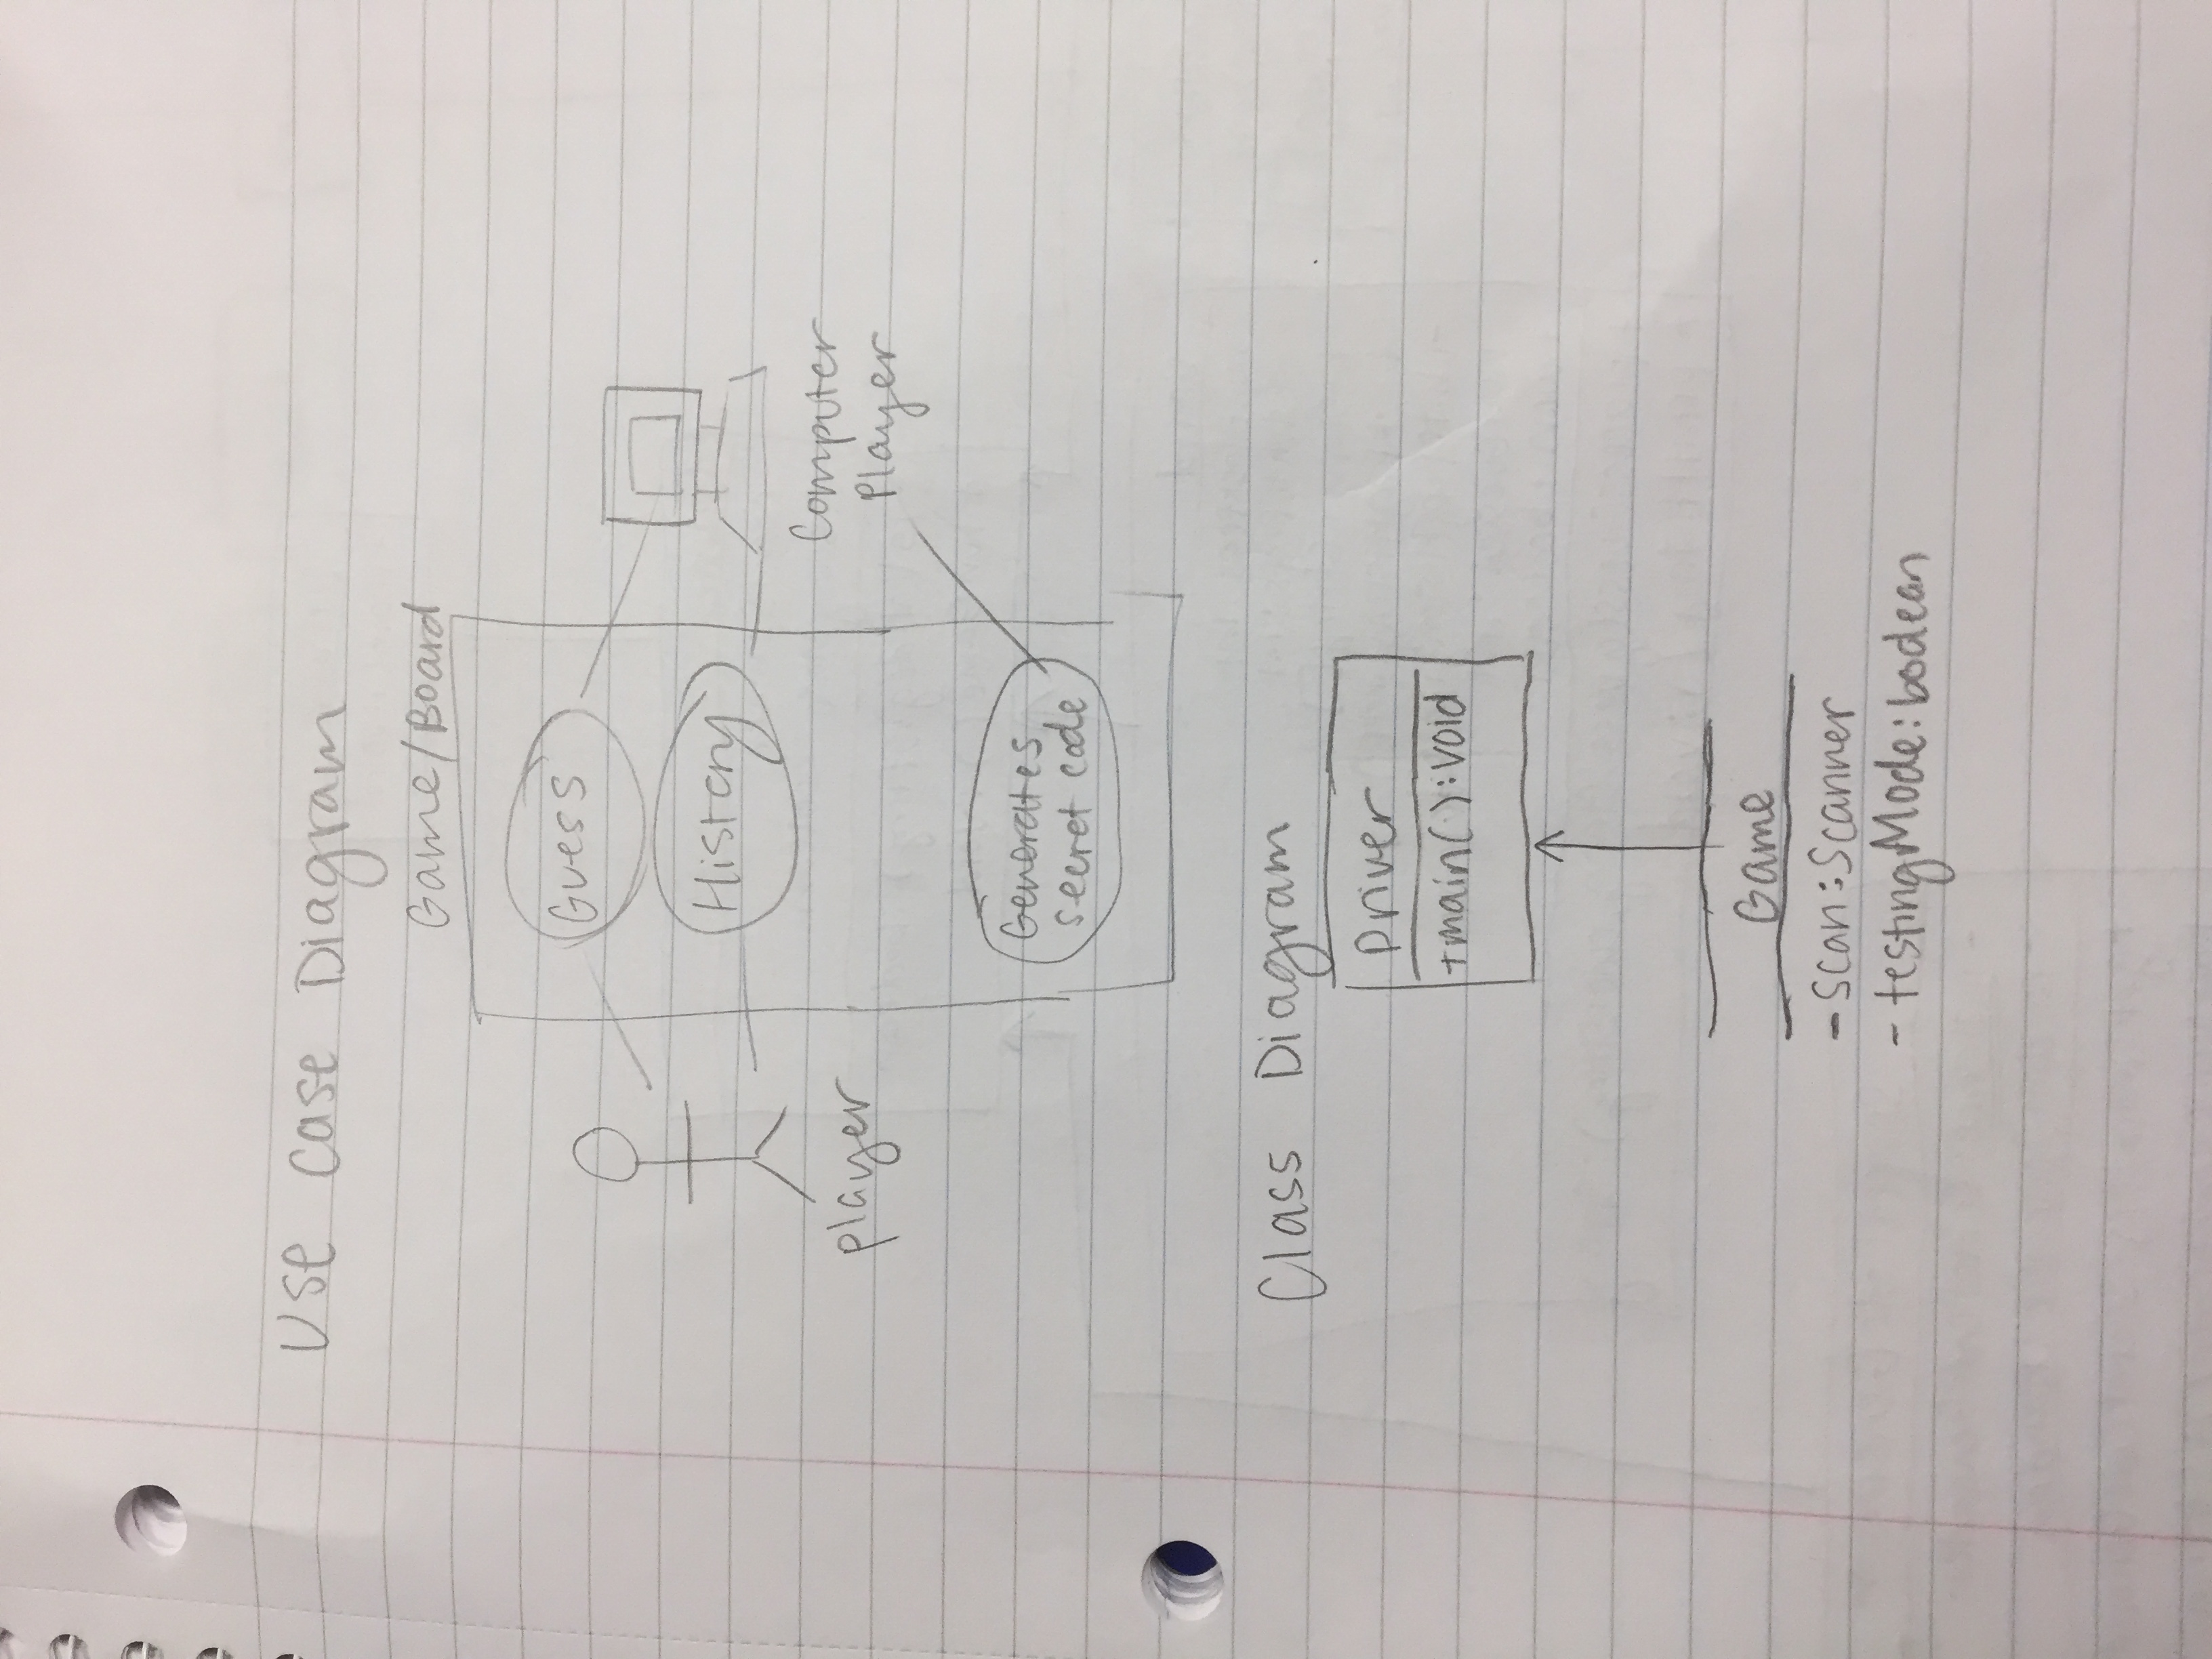 Use Case Diagram
Game/Board
Guess
History
player
Computer
Player
Generates
secret code
Class Diagram
Driver
+main():void
Game
-scan:Scanner
-testingMode:boolean